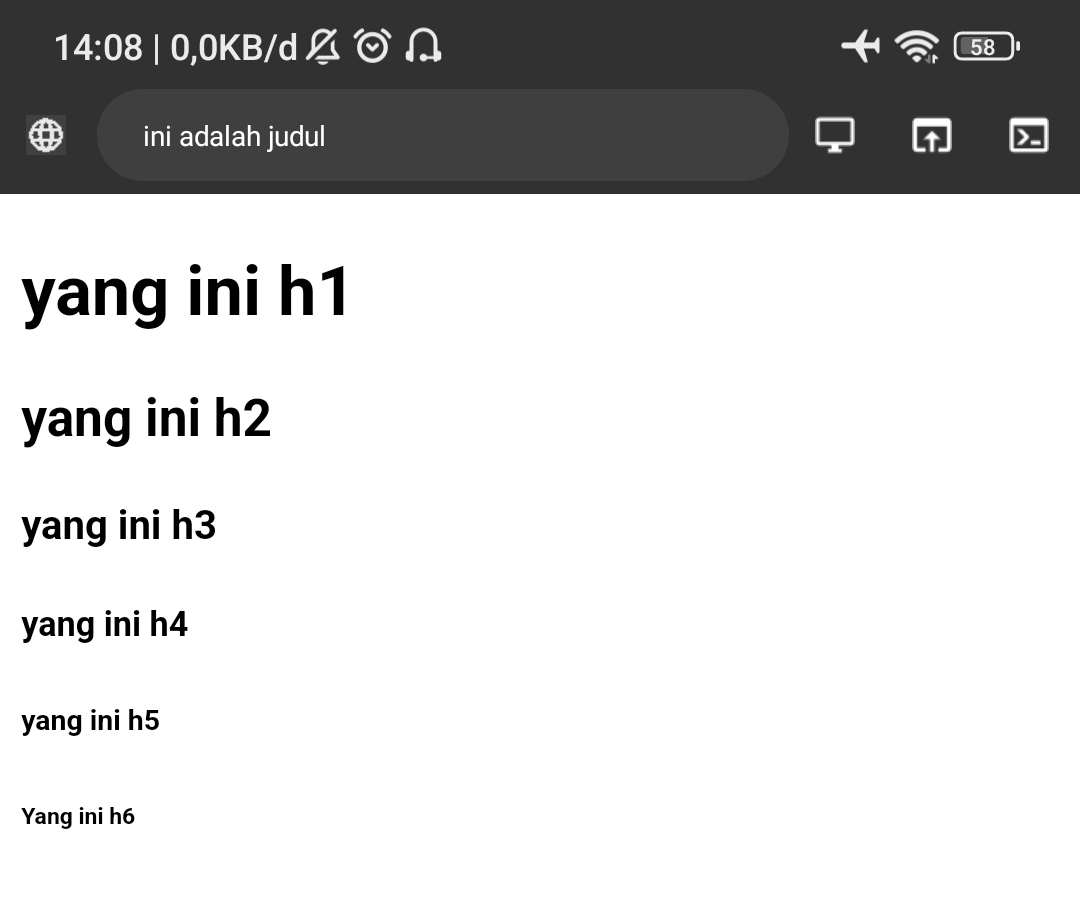 14:08 | 0,0KB/d 58
ini adalah judul
yang ini h1
yang ini h2
yang ini h3
yang ini h4
yang ini h5
Yang ini h6